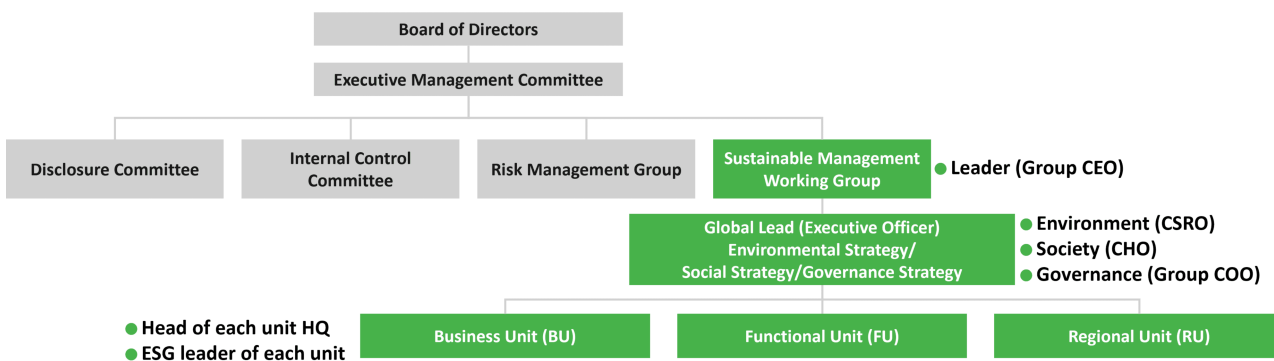 Board of Directors
Executive Management Committee
Disclosure Committee
Internal Control
Committee
Risk Management Group
Sustainable Management
Working Group
Leader (Group CEO)
Global Lead (Executive Officer)
Environmental Strategy/
Social Strategy/Governance Strategy
Environment (CSRO)
Society (CHO)
Governance (Group COO)
Head of each unit HQ
ESG leader of each unit
Business Unit (BU)
Functional Unit (FU)
Regional Unit (RU)